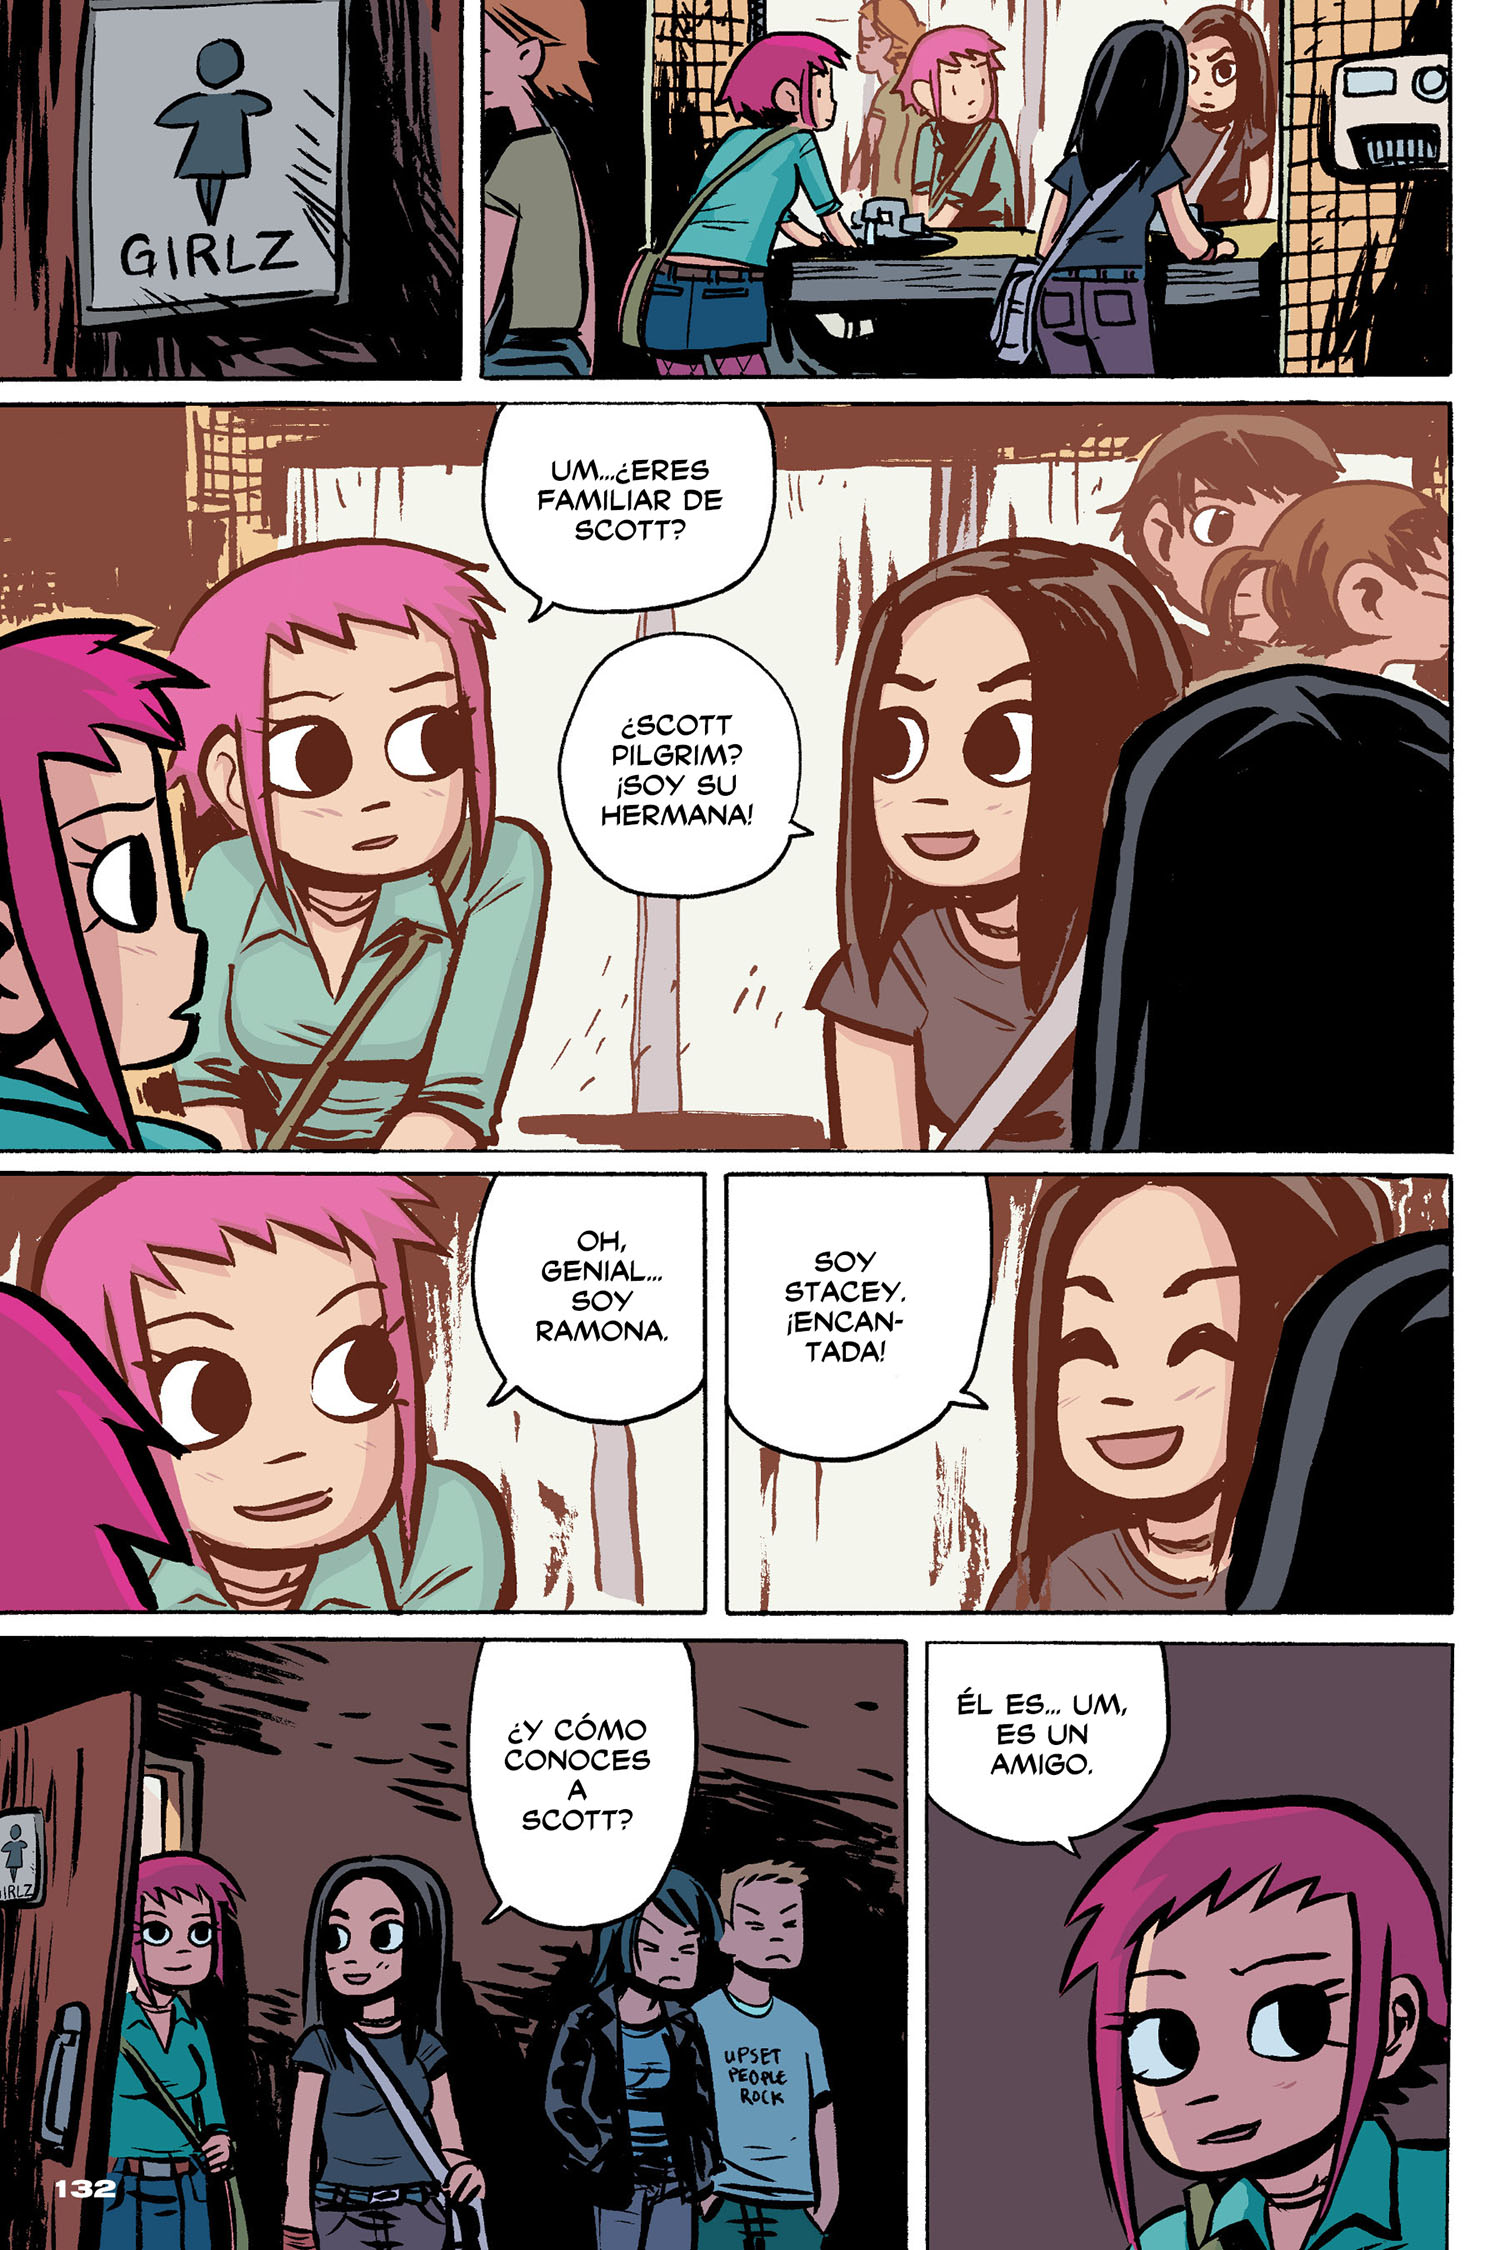 GIRLZ
UM...¿ERES
FAMILIAR DE
SCOTT?
¿SCOTT
PILGRIM?
¡SOY SU
HERMANA!
OH,
GENIAL...
SOY
RAMONA.
SOY
STACEY.
¡ENCAN-
TADA!
¿Y CÓMO
CONOCES
A
SCOTT?
GIRLZ
UPSET
PEOPLE
ROCK
ÉL ES... UM,
ES UN
AMIGO.
132